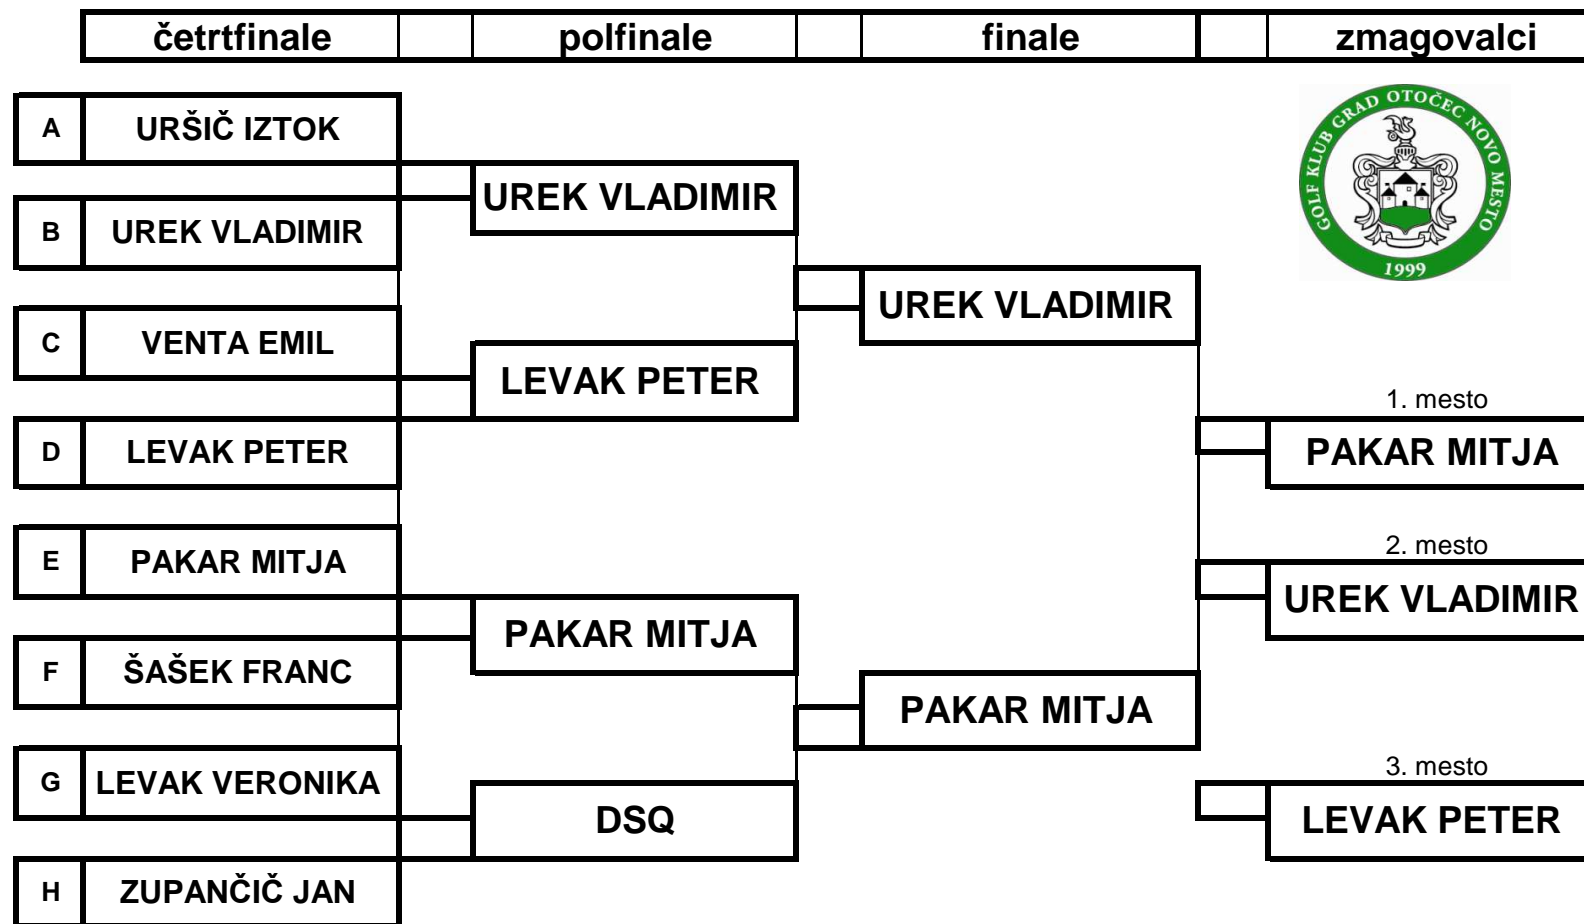 četrtfinale polfinale finale zmagovalci
A URŠIČ IZTOK
B UREK VLADIMIR
C VENTA EMIL
D LEVAK PETER
E PAKAR MITJA
F ŠAŠEK FRANC
G LEVAK VERONIKA
H ZUPANČIČ JAN
UREK VLADIMIR
LEVAK PETER
PAKAR MITJA
DSQ
UREK VLADIMIR
PAKAR MITJA
GOLF KLUB GRAD OTOČEC NOVO MESTO
1999
1. mesto
PAKAR MITJA
2. mesto
UREK VLADIMIR
3. mesto
LEVAK PETER